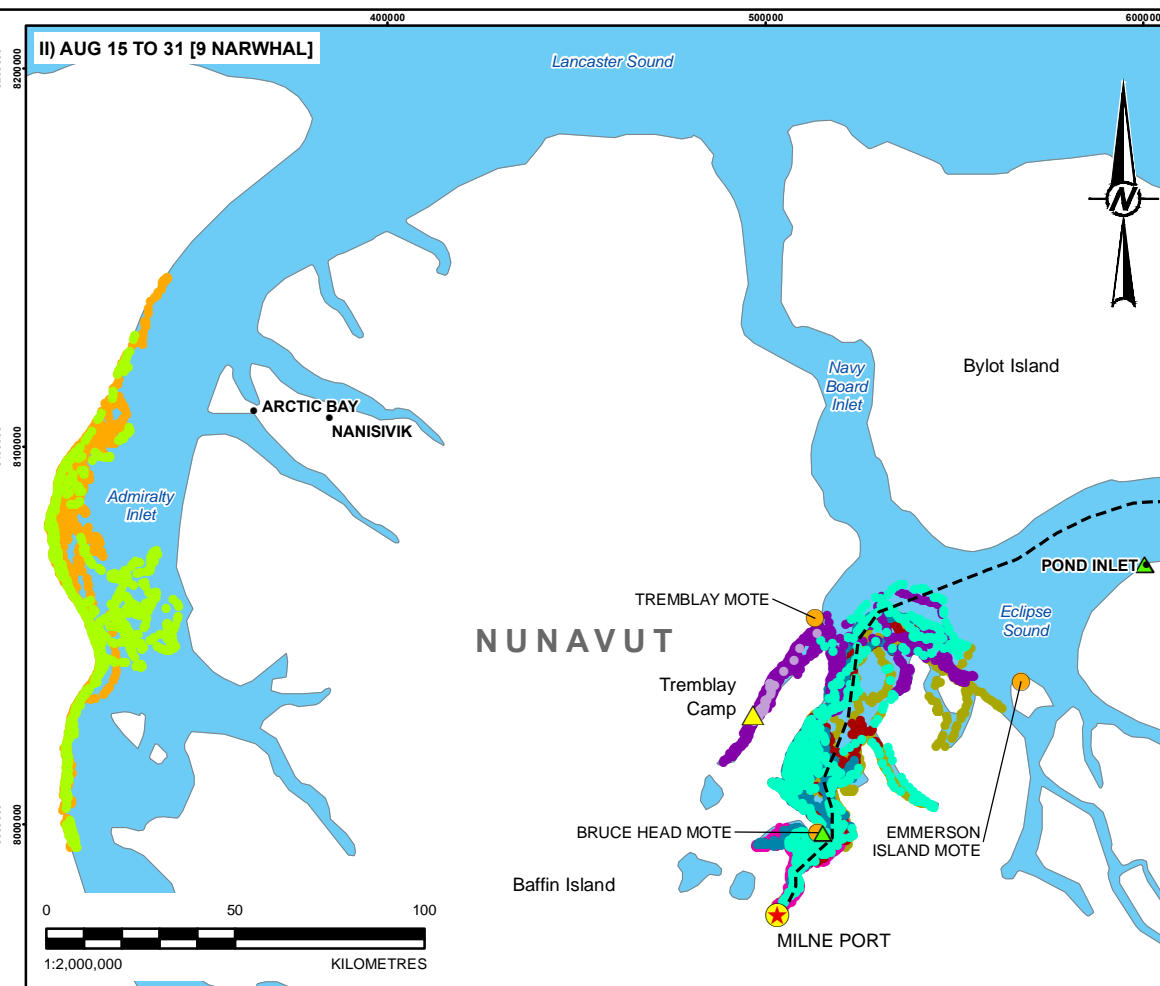 400000
500000
600000
II) AUG 15 TO 31 [9 NARWHAL]
8200000
Lancaster Sound
N
Navy
Board
Inlet
Bylot Island
ARCTIC BAY
NANISIVIK
8100000
Admiralty
Inlet
POND INLET
TREMBLAY MOTE
Eclipse
Sound
NUNAVUT
Tremblay
Camp
8000000
BRUCE HEAD MOTE
EMMERSON
ISLAND MOTE
Baffin Island
0 50 100
MILNE PORT
1:2,000,000 KILOMETRES